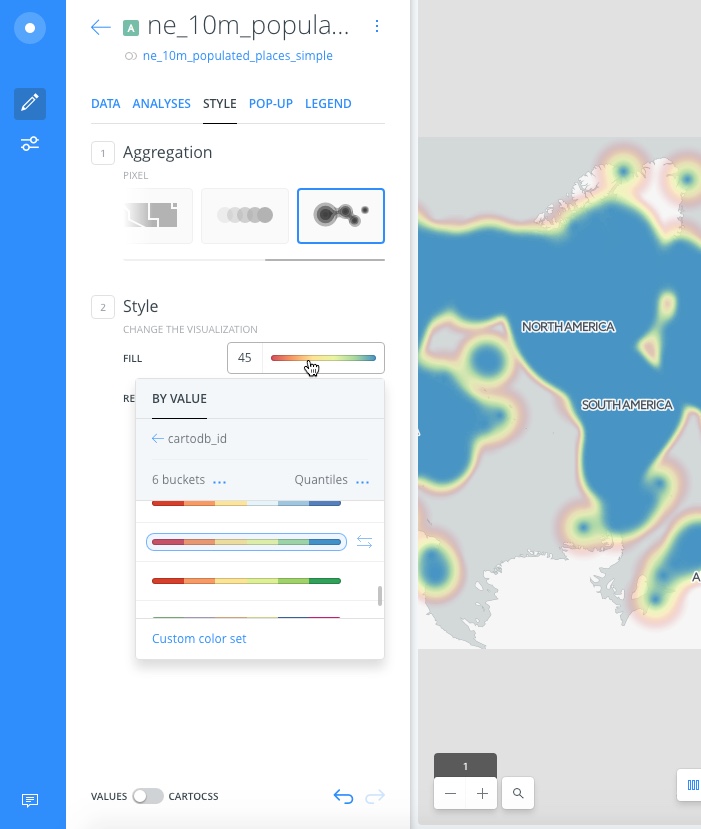 A ne_10m_popula...
ne_10m_populated_places_simple
DATA ANALYSES STYLE POP-UP LEGEND
1 Aggregation
PIXEL
2 Style
CHANGE THE VISUALIZATION
FILL 45
RE
BY VALUE
cartodb_id
6 buckets ... Quantiles ...
Custom color set
VALUES CARTOCSS
NORTH AMERICA
SOUTH AMERICA
A
1